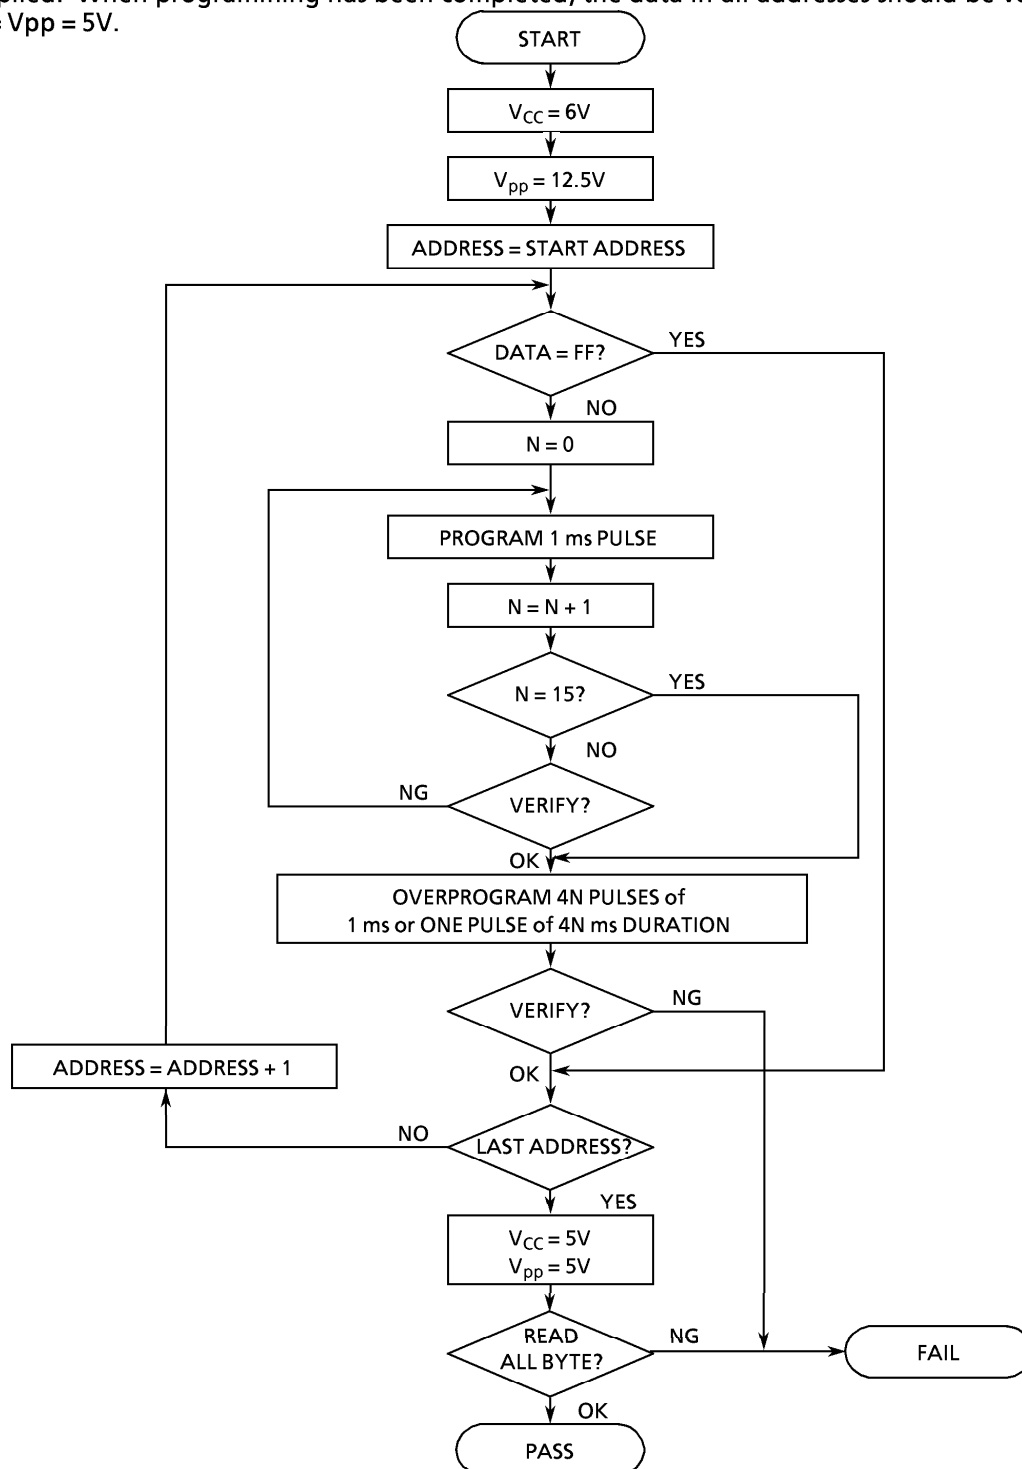 When programming has been completely, the data in all addresses should be
= Vpp = 5V.
START
VCC = 6V
Vpp = 12.5V
ADDRESS = START ADDRESS
DATA = FF?
YES
NO
N = 0
PROGRAM 1 ms PULSE
N = N + 1
N = 15?
YES
NO
NG
VERIFY?
OK
OVERPROGRAM 4N PULSES of
1 ms or ONE PULSE of 4N ms DURATION
VERIFY?
NG
ADDRESS = ADDRESS + 1
OK
NO
LAST ADDRESS?
YES
VCC = 5V
Vpp = 5V
READ
ALL BYTE?
NG
FAIL
OK
PASS